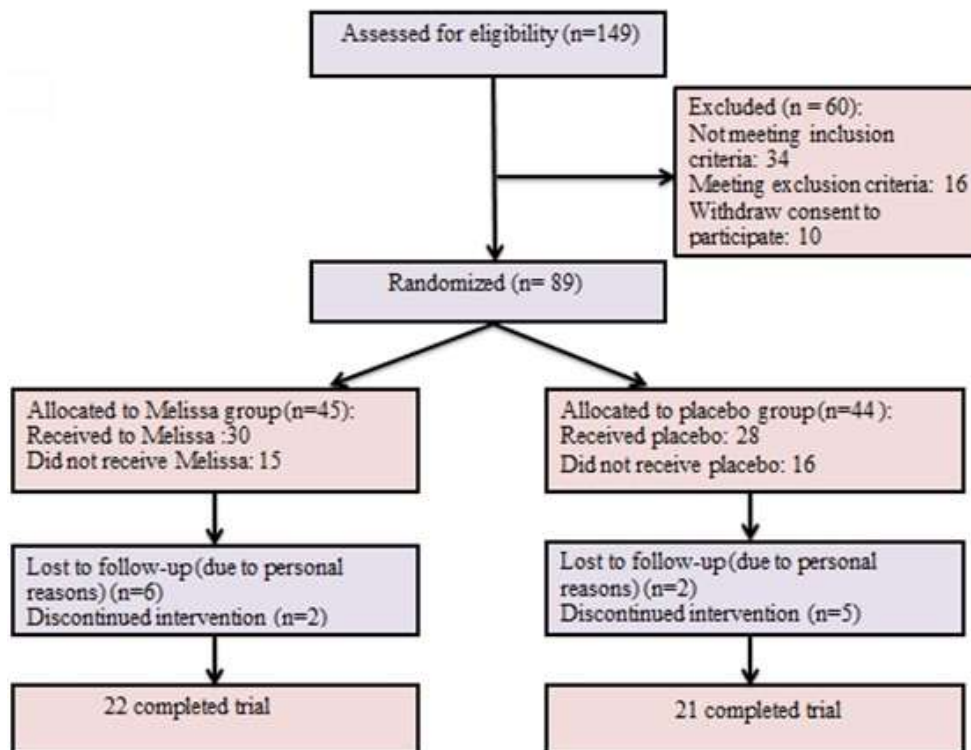 Assessed for eligibility (n=149)
Excluded (n = 60):
Not meeting inclusion
criteria: 34
Meeting exclusion criteria: 16
Withdraw consent to
participate: 10
Randomized (n= 89)
Allocated to Melissa group (n=45):
Received to Melissa :30
Did not receive Melissa: 15
Allocated to placebo group (n=44 ):
Received placebo: 28
Did not receive placebo: 16
Lost to follow-up (due to personal
reasons) (n=6)
Discontinued intervention (n=2)
Lost to follow-up (due to personal
reasons) (n=2)
Discontinued intervention (n=5)
22 completed trial
21 completed trial